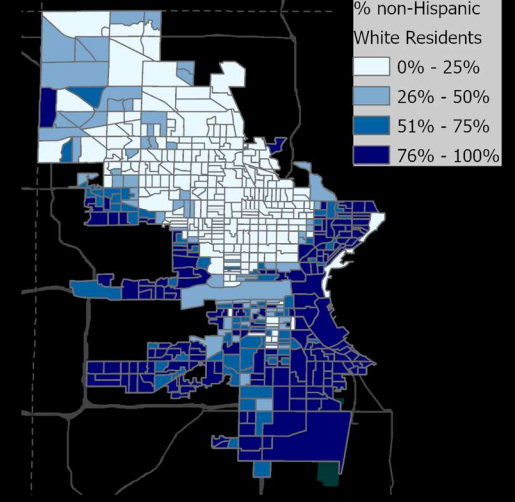 % non-Hispanic
White Residents
0% - 25%
26% - 50%
51% - 75%
76% - 100%